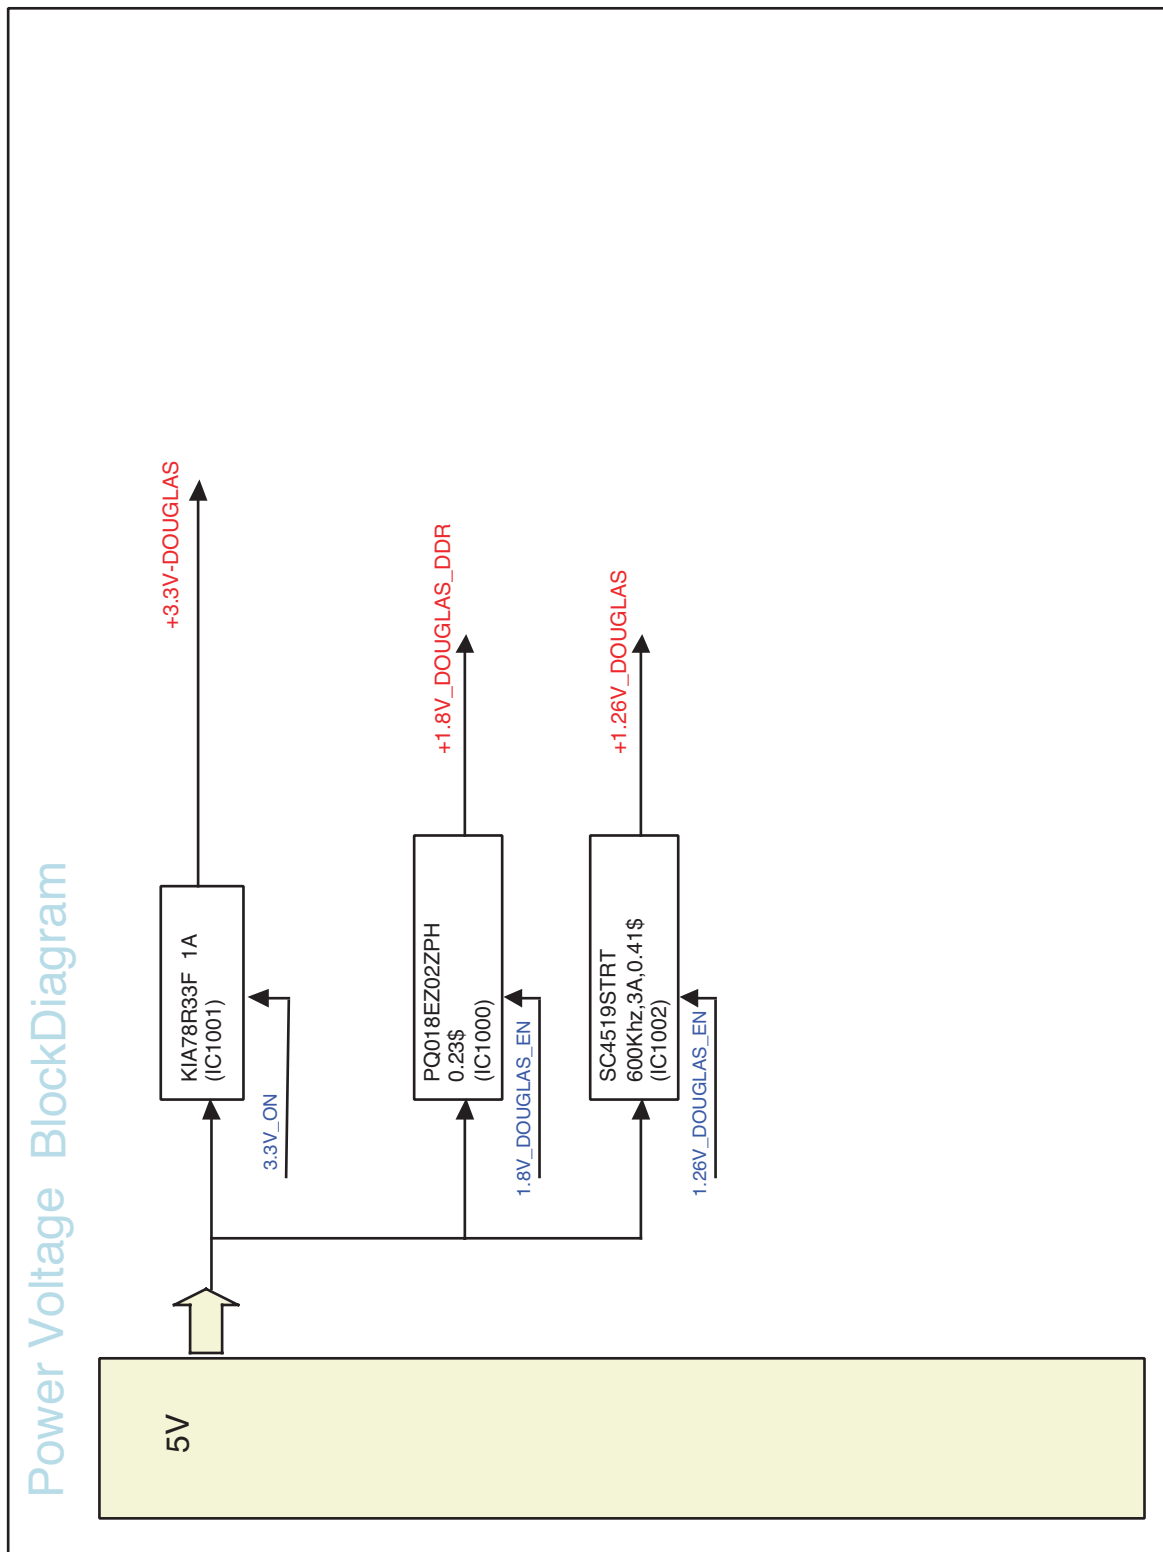 Power Voltage BlockDiagram
5V
KIA78R33F 1A
(IC1001)
3.3V_ON
+3.3V-DOUGLAS
PQ018EZ02ZPH
0.23$
(IC1000)
1.8V_DOUGLAS_EN
+1.8V_DOUGLAS_DDR
SC4519STRT
600Khz,3A,0.41$
(IC1002)
1.26V_DOUGLAS_EN
+1.26V_DOUGLAS